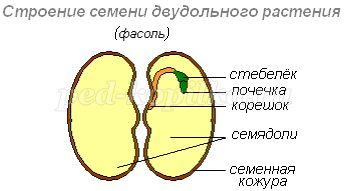 Строение семени двудольного растения
(фасоль)
стебелёк
почечка
корешок
семядоли
семенная
кожура